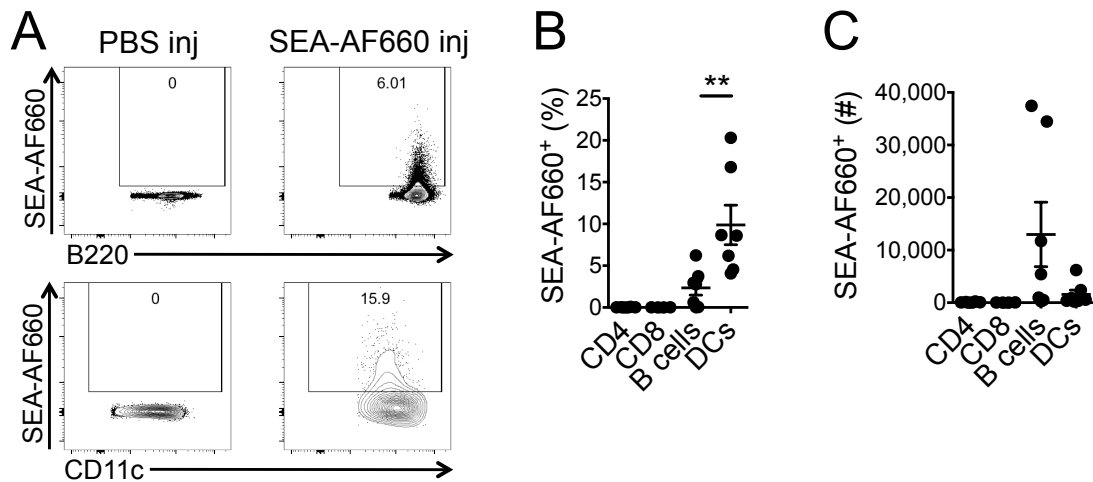 A
PBS inj
SEA-AF660 inj
SEA-AF660
0
6.01
B220
SEA-AF660
0
15.9
CD11c
B
**
SEA-AF660⁺ (%)
25
20
15
10
5
0
CD4
CD8
B cells
DCs
C
SEA-AF660⁺ (#)
40,000
30,000
20,000
10,000
0
CD4
CD8
B cells
DCs